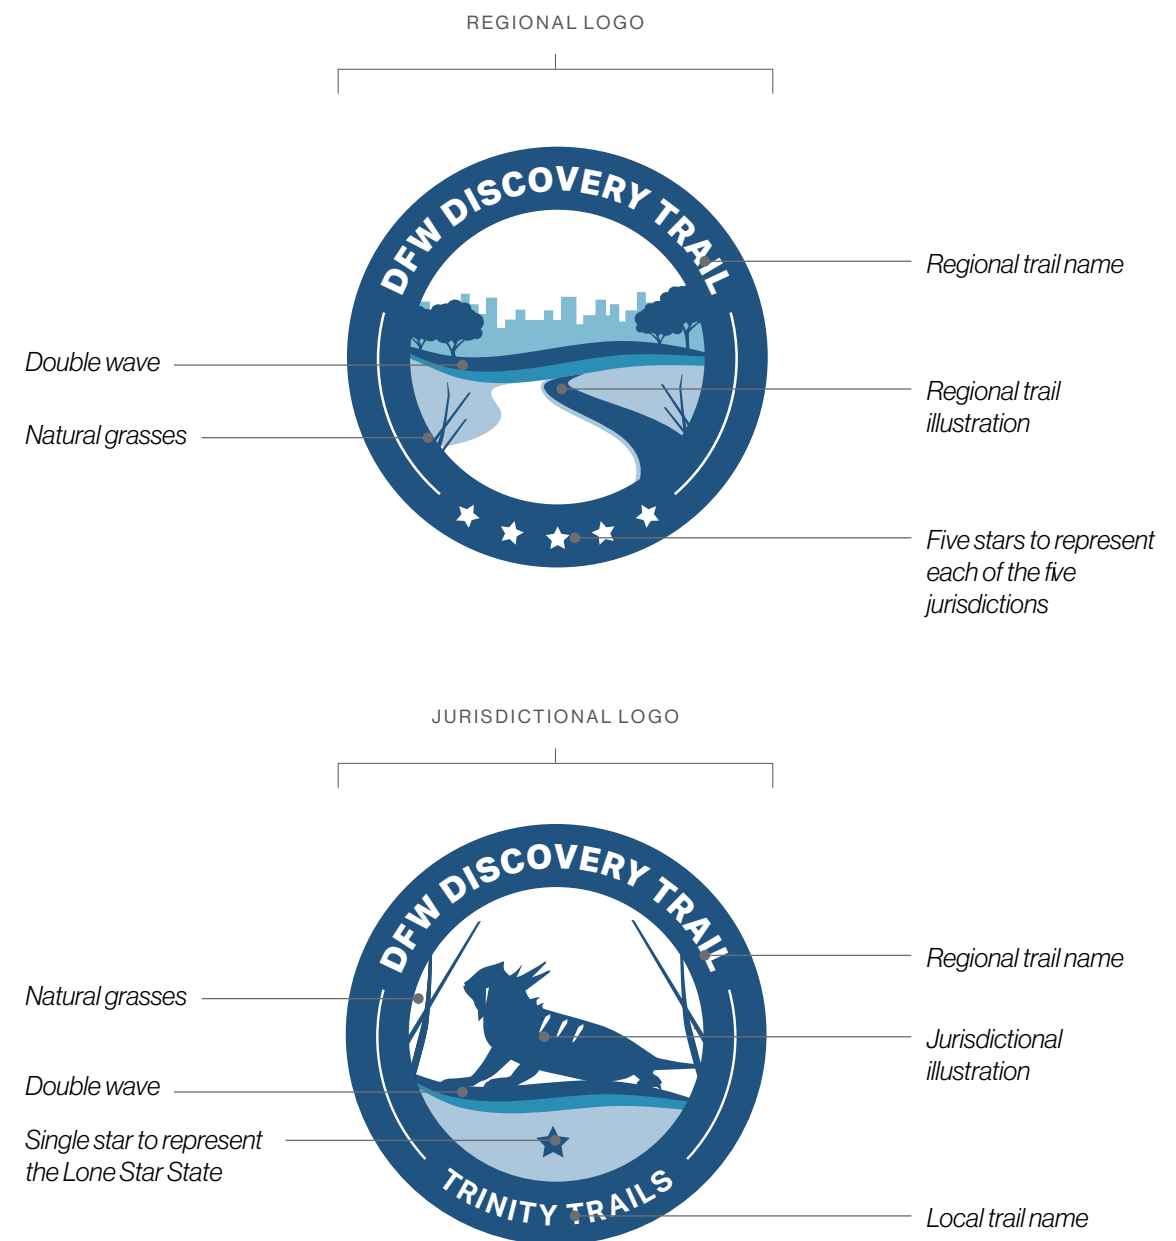 REGIONAL LOGO
DFW DISCOVERY TRAIL
Regional trail name
Double wave
Regional trail
illustration
Natural grasses
Five stars to represent
each of the five
jurisdictions
JURISDICTIONAL LOGO
DFW DISCOVERY TRAIL
Regional trail name
Natural grasses
Jurisdictional
illustration
Double wave
Single star to represent
the Lone Star State
TRINITY TRAILS
Local trail name